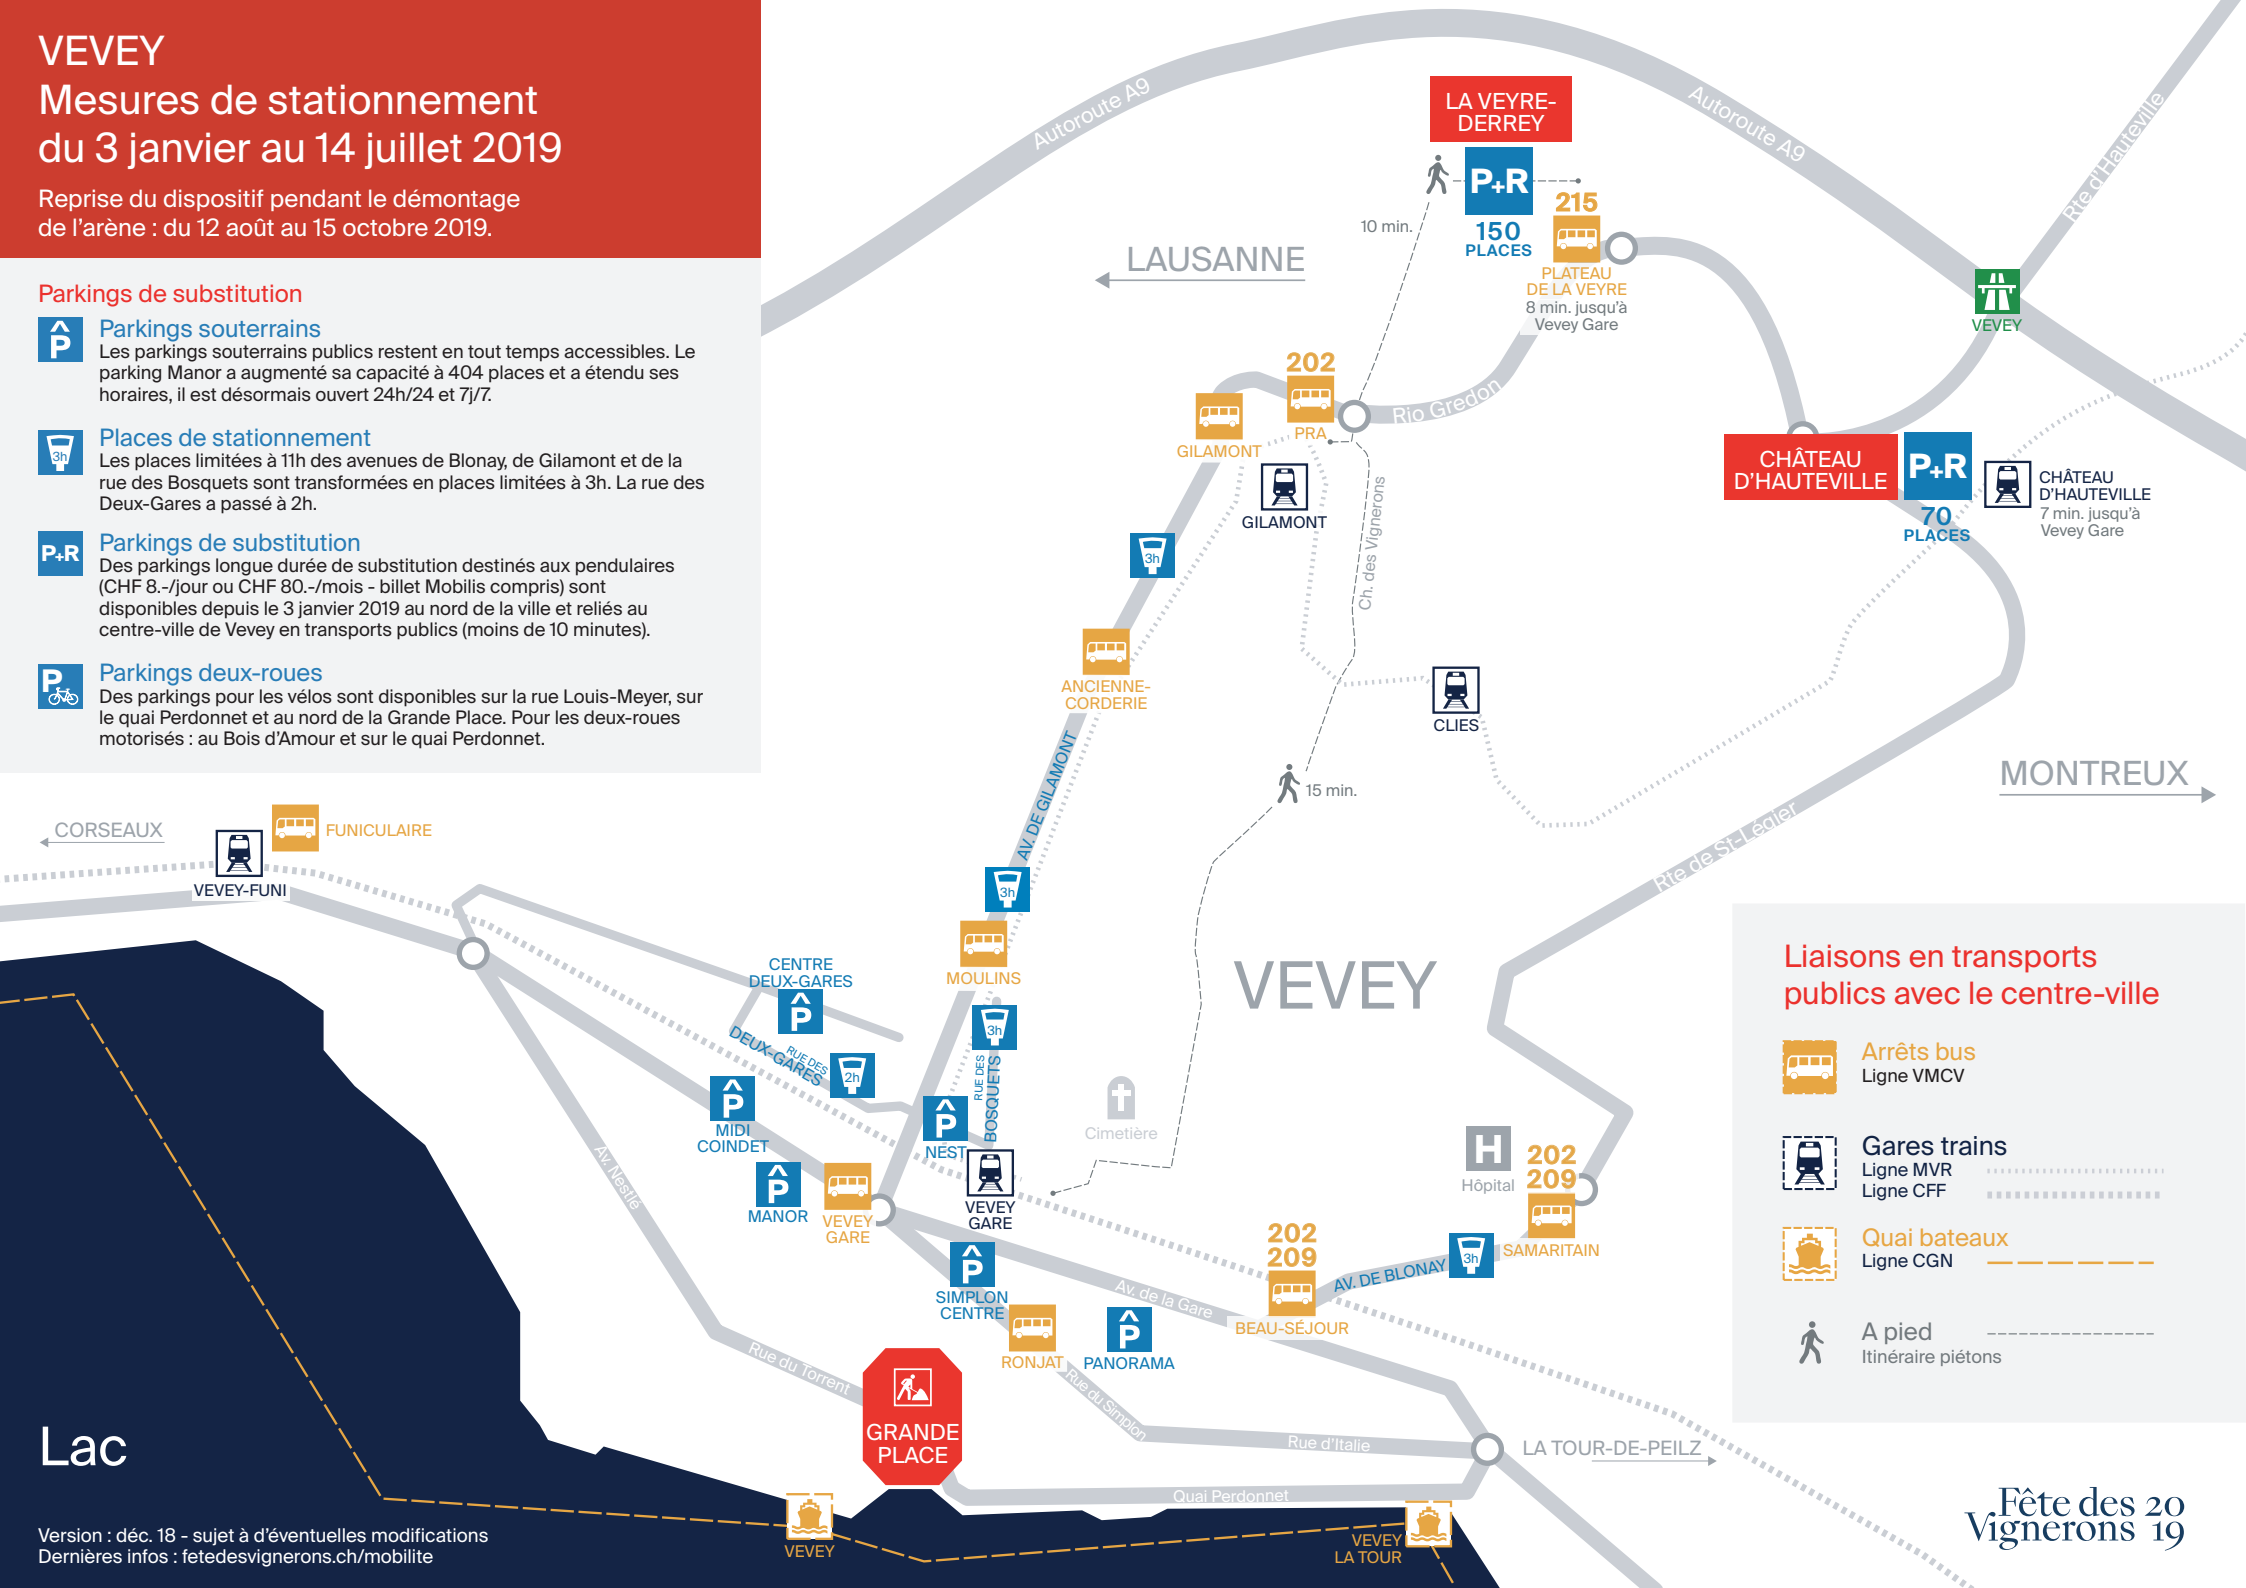 VEVEY
Mesures de stationnement
du 3 janvier au 14 juillet 2019
Reprise du dispositif pendant le démontage
de l'arène : du 12 août au 15 octobre 2019.
Parkings de substitution
P
Parkings souterrains
Les parkings souterrains publics restent en tout temps accessibles. Le
parking Manor a augmenté sa capacité à 404 places et a étendu ses
horaires, il est désormais ouvert 24h/24 et 7j/7.
3h
Places de stationnement
Les places limitées à 11h des avenues de Blonay, de Gilamont et de la
rue des Bosquets sont transformées en places limitées à 3h. La rue des
Deux-Gares a passé à 2h.
P+R
Parkings de substitution
Des parkings longue durée de substitution destinés aux pendulaires
(CHF 8.-/jour ou CHF 80.-/mois - billet Mobilis compris) sont
disponibles depuis le 3 janvier 2019 au nord de la ville et reliés au
centre-ville de Vevey en transports publics (moins de 10 minutes).
P
Parkings deux-roues
Des parkings pour les vélos sont disponibles sur la rue Louis-Meyer, sur
le quai Perdonnet et au nord de la Grande Place. Pour les deux-roues
motorisés : au Bois d'Amour et sur le quai Perdonnet.
Autoroute A9
Autoroute A9
Rte d'Hauteville
LA VEYRE-
DERREY
P+R
150
PLACES
10 min.
215
PLATEAU
DE LA VEYRE
8 min. jusqu'à
Vevey Gare
LAUSANNE
VEVEY
202
PRA
GILAMONT
Rio Gredon
GILAMONT
Ch. des Vignerons
CHÂTEAU
D'HAUTEVILLE
P+R
70
PLACES
CHÂTEAU
D'HAUTEVILLE
7 min. jusqu'à
Vevey Gare
3h
ANCIENNE-
CORDERIE
CLIES
AV. DE GILAMONT
15 min.
MONTREUX
Rte de St-Légier
CORSEAUX
FUNICULAIRE
VEVEY-FUNI
3h
MOULINS
CENTRE
DEUX-GARES
P
RUE DES
DEUX-GARES
2h
3h
RUE DES
BOSQUETS
VEVEY
P
MIDI
COINDET
P
NEST
P
MANOR
VEVEY
GARE
VEVEY
GARE
Cimetière
Av. Nestlé
P
SIMPLON
CENTRE
RONJAT
P
PANORAMA
Av. de la Gare
202
209
BEAU-SÉJOUR
AV. DE BLONAY
3h
H
Hôpital
202
209
SAMARITAIN
Rue du Torrent
GRANDE
PLACE
Rue du Simplon
Rue d'Italie
Quai Perdonnet
LA TOUR-DE-PEILZ
VEVEY
VEVEY
LA TOUR
Liaisons en transports
publics avec le centre-ville
Arrêts bus
Ligne VMCV
Gares trains
Ligne MVR
Ligne CFF
Quai bateaux
Ligne CGN
A pied
Itinéraire piétons
Lac
Version : déc. 18 - sujet à d'éventuelles modifications
Dernières infos : fetedesvignerons.ch/mobilite
Fête des 20
Vignerons 19